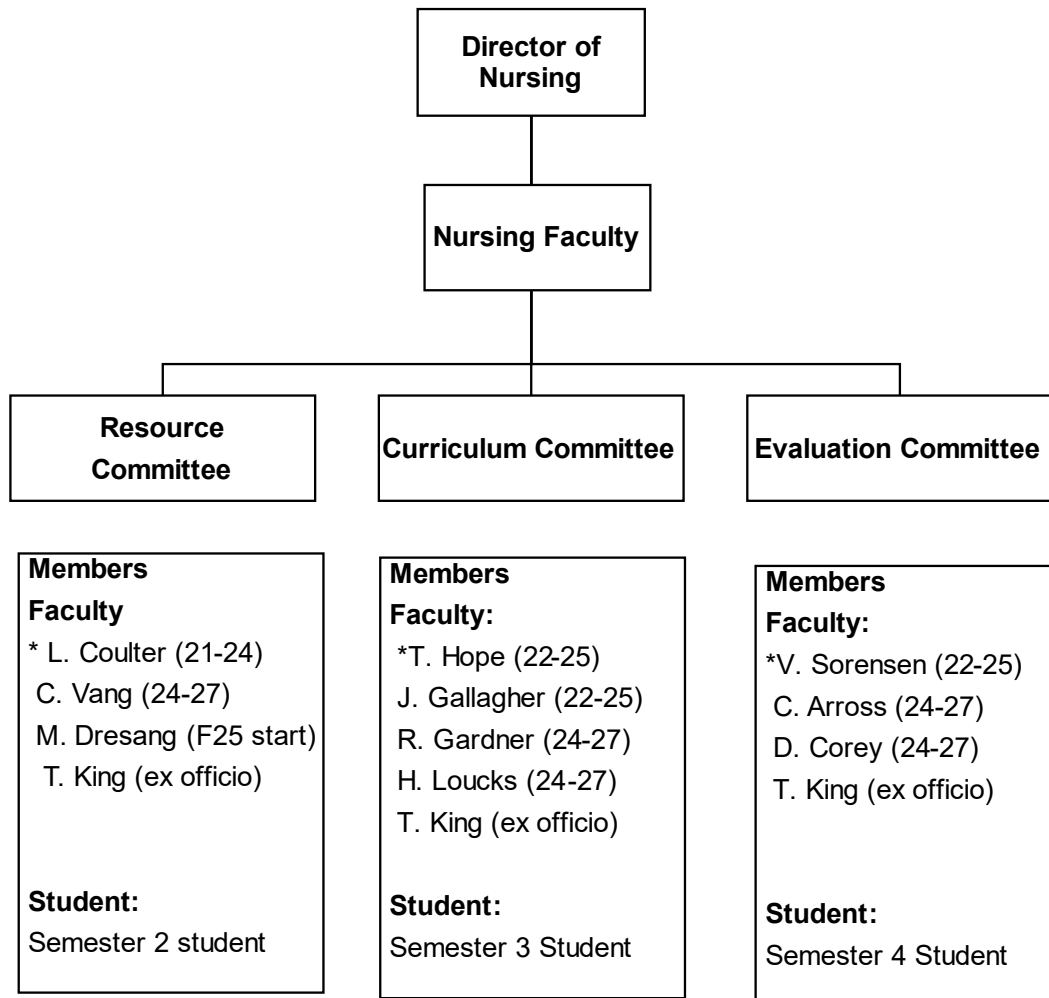 Director of
Nursing
Nursing Faculty
Resource
Committee
Curriculum Committee
Evaluation Committee
Members
Faculty
* L. Coulter (21-24)
C. Vang (24-27)
M. Dresang (F25 start)
T. King (ex officio)
Student:
Semester 2 student
Members
Faculty:
*T. Hope (22-25)
J. Gallagher (22-25)
R. Gardner (24-27)
H. Loucks (24-27)
T. King (ex officio)
Student:
Semester 3 Student
Members
Faculty:
*V. Sorensen (22-25)
C. Arross (24-27)
D. Corey (24-27)
T. King (ex officio)
Student:
Semester 4 Student